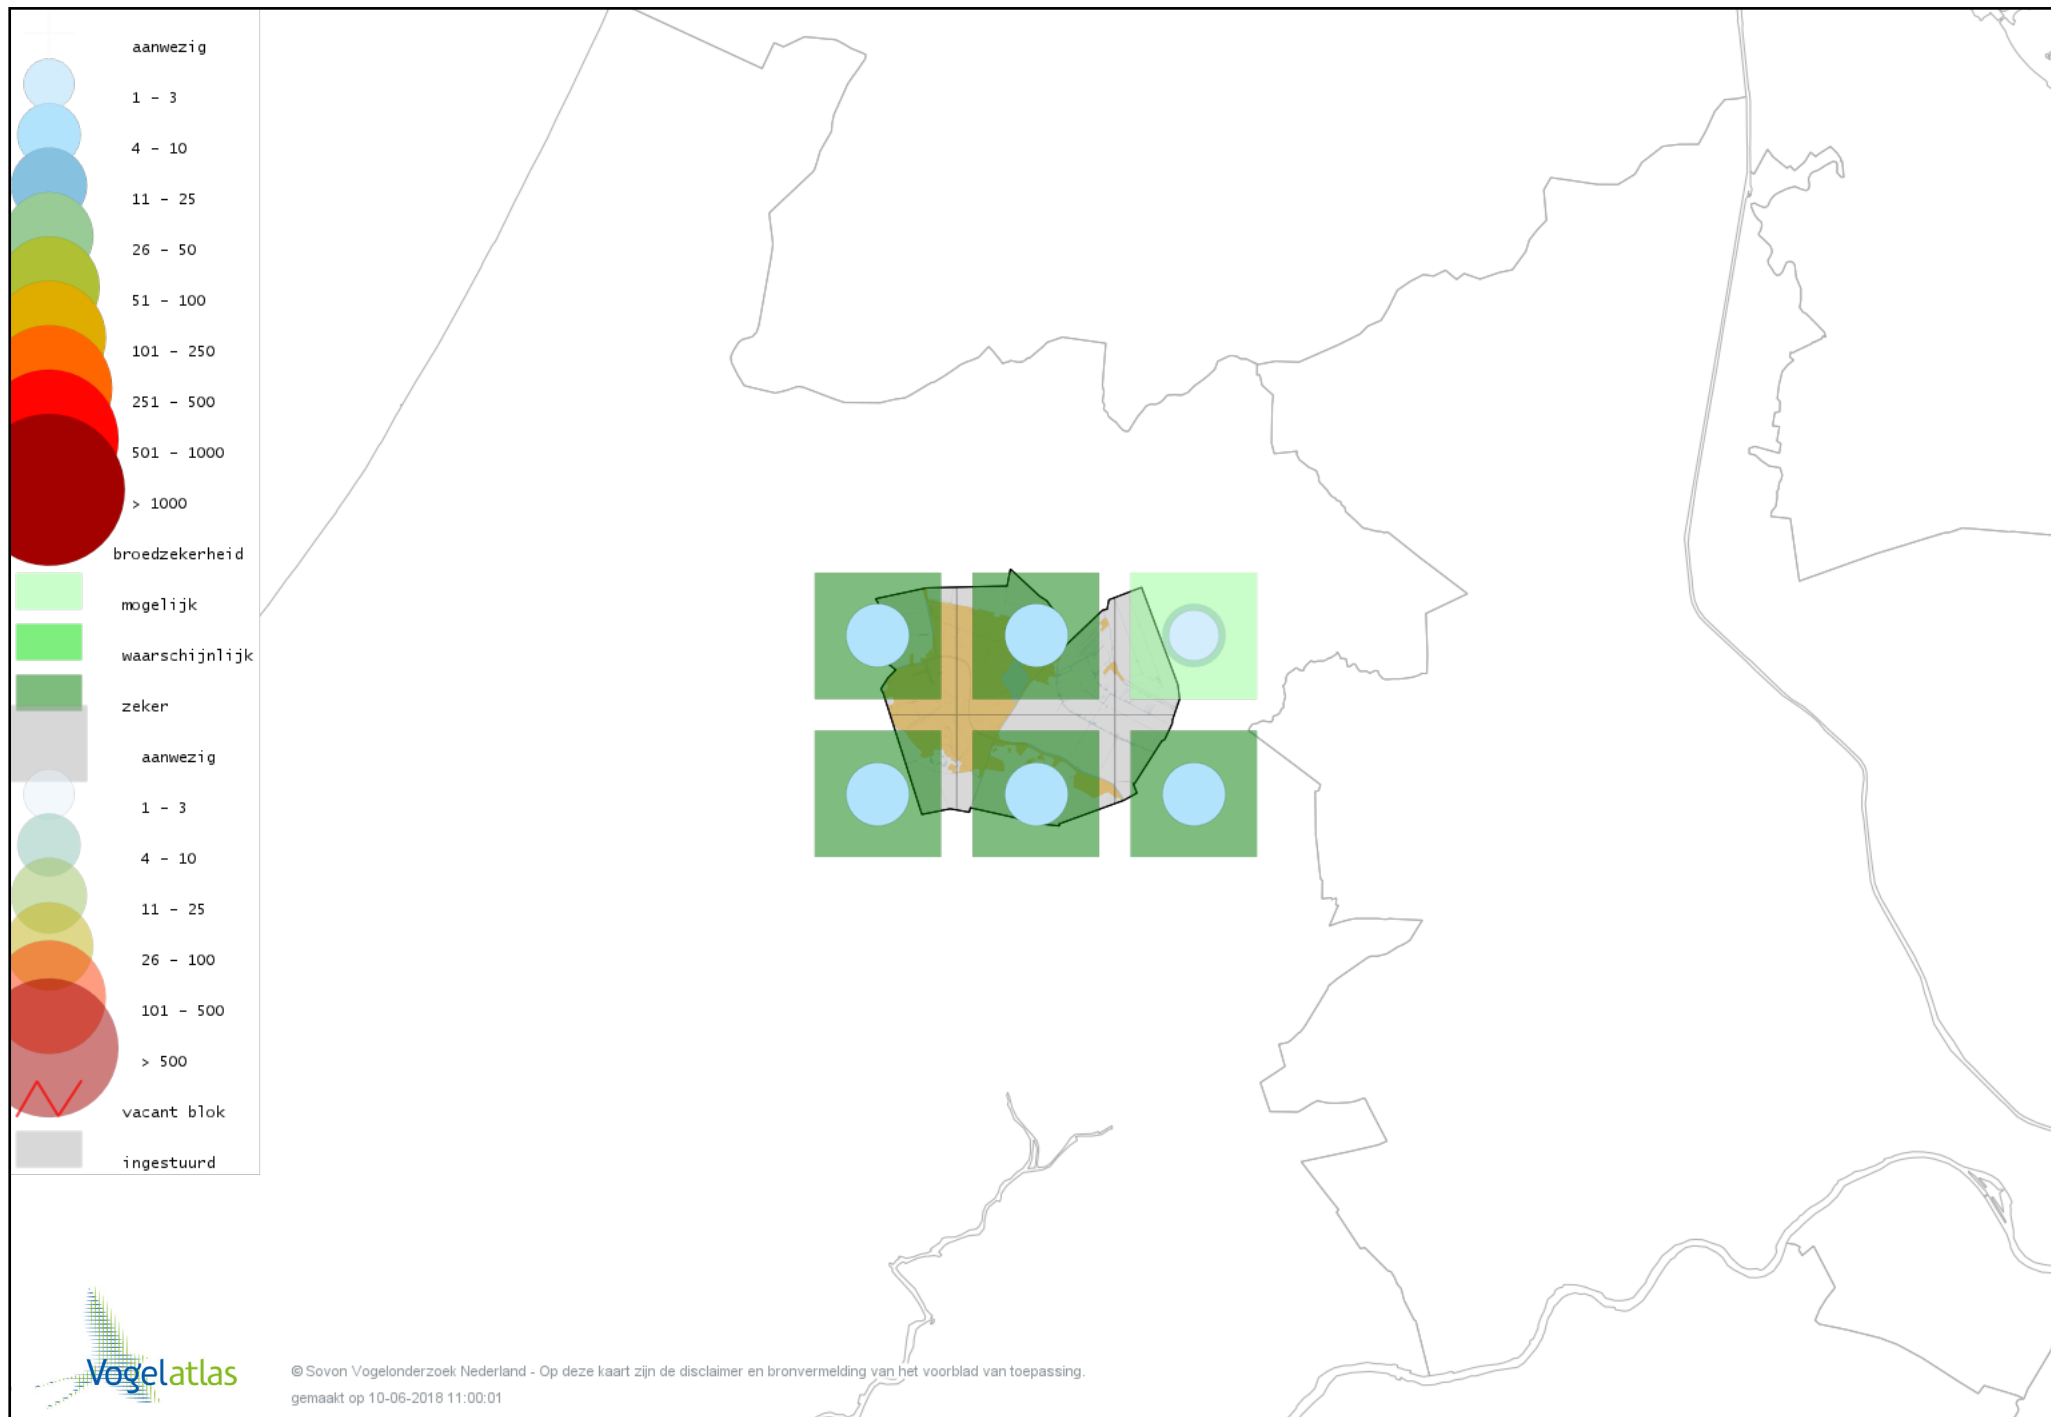 aanwezig
1 - 3
4 - 10
11 - 25
26 - 50
51 - 100
101 - 250
251 - 500
501 - 1000
> 1000
broedzekerheid
mogelijk
waarschijnlijk
zeker
aanwezig
1 - 3
4 - 10
11 - 25
26 - 100
101 - 500
> 500
vacant blok
ingestuurd
Vogelatlas
© Sovon Vogelonderzoek Nederland - Op deze kaart zijn de disclaimer en bronvermelding van het voorblad van toepassing.
gemaakt op 10-06-2018 11:00:01